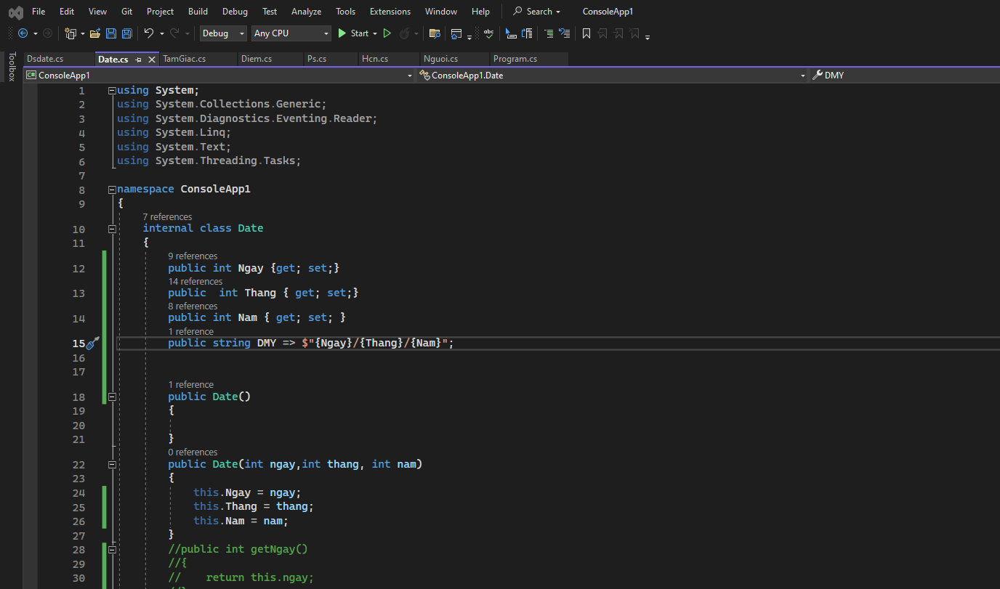 File Edit View Git Project Build Debug Test Analyze Tools Extensions Window Help Search ConsoleApp1
Debug Any CPU Start
Toolbox
Dsdate.cs Date.cs TamGiac.cs Diem.cs Ps.cs Hcn.cs Nguoi.cs Program.cs
C# ConsoleApp1 ConsoleApp1.Date DMY
1 using System;
2 using System.Collections.Generic;
3 using System.Diagnostics.Eventing.Reader;
4 using System.Linq;
5 using System.Text;
6 using System.Threading.Tasks;
7
8 namespace ConsoleApp1
9 {
7 references
10 internal class Date
11 {
9 references
12 public int Ngay {get; set;}
14 references
13 public  int Thang { get; set;}
8 references
14 public int Nam { get; set; }
1 reference
15 public string DMY => $"{Ngay}/{Thang}/{Nam}";
16
17
1 reference
18 public Date()
19 {
20
21 }
0 references
22 public Date(int ngay,int thang, int nam)
23 {
24 this.Ngay = ngay;
25 this.Thang = thang;
26 this.Nam = nam;
27 }
28 //public int getNgay()
29 //{
30 //    return this.ngay;